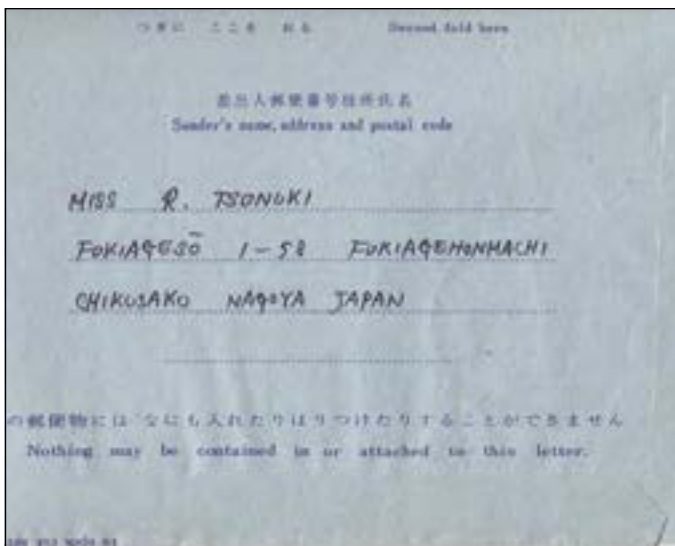 つぎに ここを おる Second fold here
差出人郵便番号住所氏名
Sender's name, address and postal code
MISS R. TSONOKI
FOKIAGESŌ 1-58 FUKIAGEHONMACHI
CHIKUSAKO NAGOYA JAPAN
の郵便物には なにも入れたりはりつけたりすることができません
Nothing may be contained in or attached to this letter.